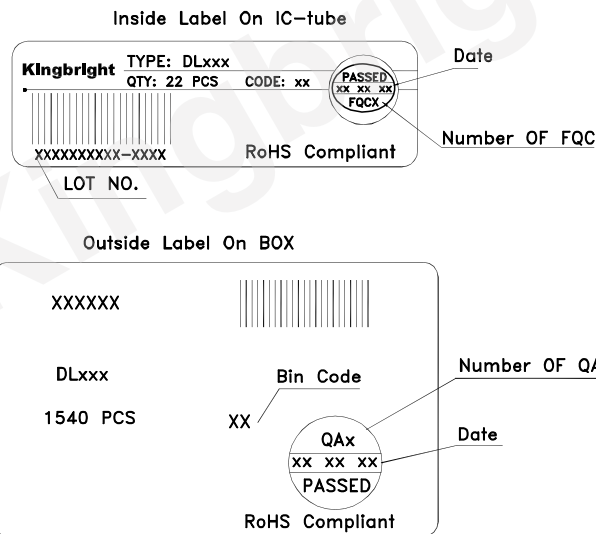 Inside Label On IC-tube
Kingbright
TYPE: DLxxx
QTY: 22 PCS CODE: xx
PASSED
xx xx xx
FQCX
Date
Number OF FQC
XXXXXXXXXX-XXXX
RoHS Compliant
LOT NO.
Outside Label On BOX
XXXXXX
DLxxx
Bin Code
Number OF QA
1540 PCS
XX
QAx
xx xx xx
PASSED
Date
RoHS Compliant
Kingbright